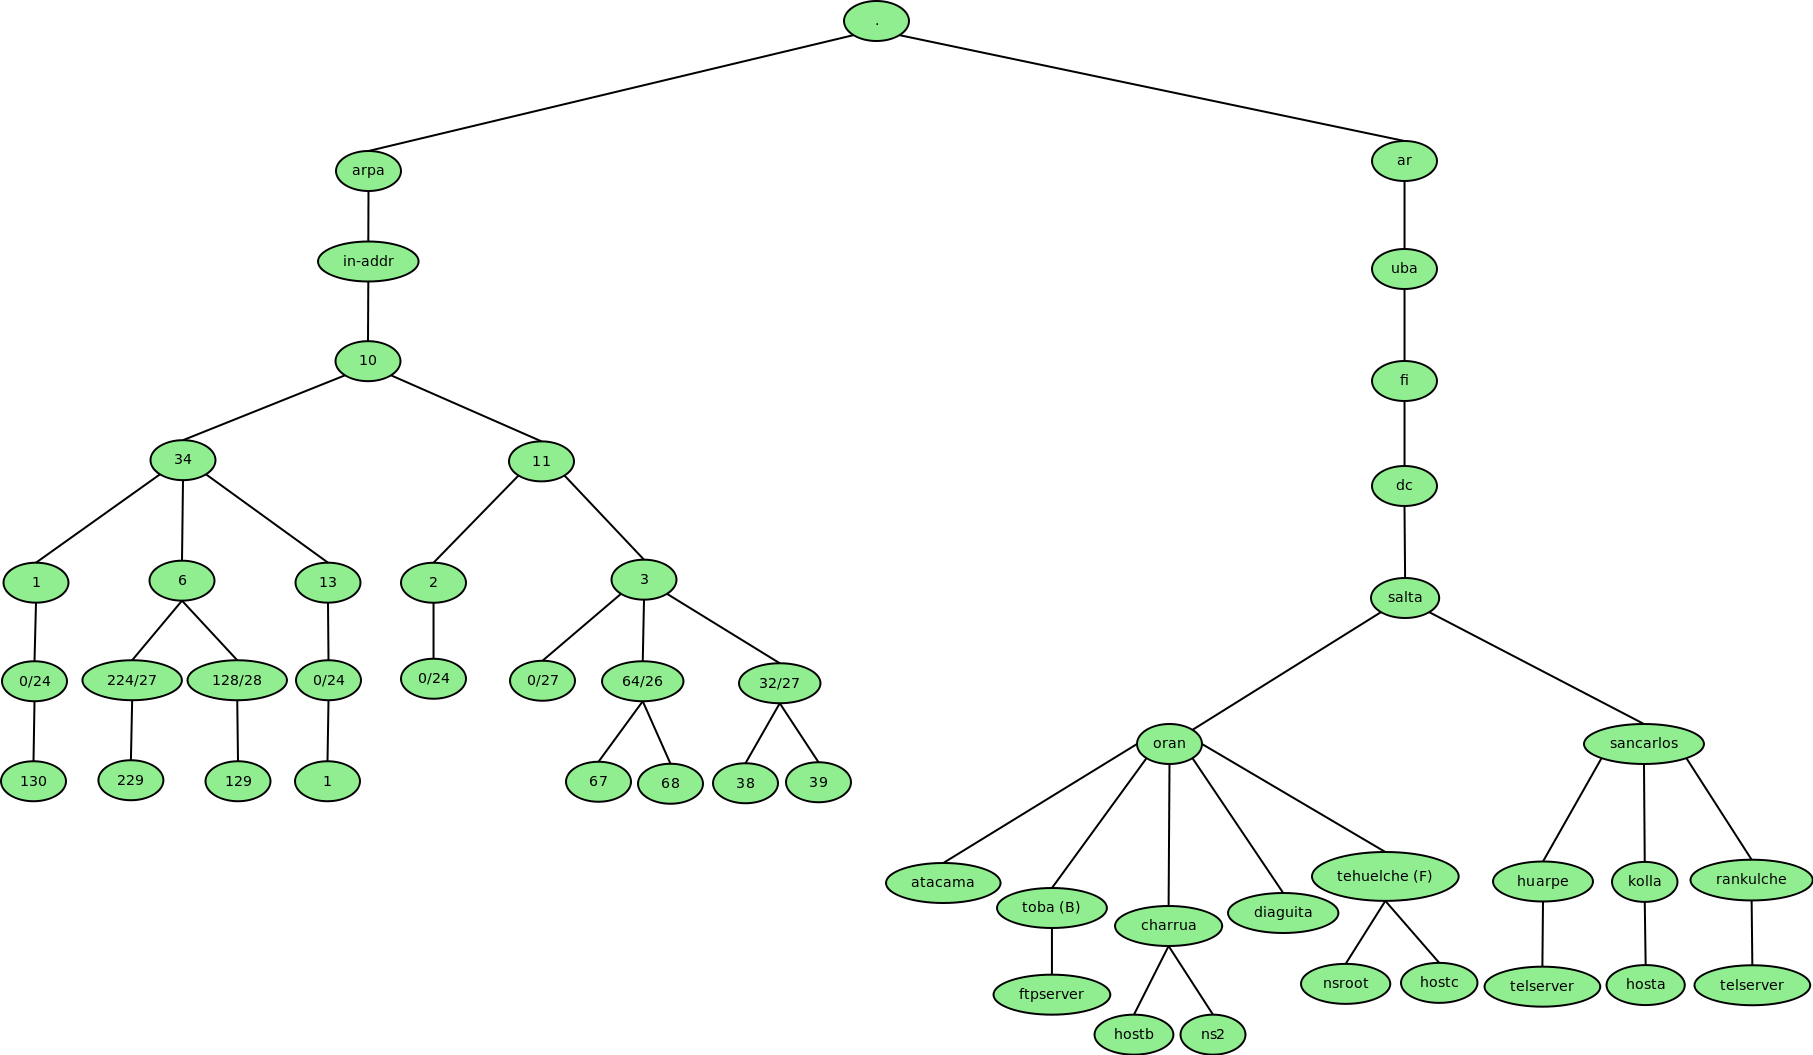 .
arpa
ar
in-addr
uba
10
fi
34
11
dc
1
6
13
2
3
salta
0/24
224/27
128/28
0/24
0/24
0/27
64/26
32/27
oran
sancarlos
130
229
129
1
67
68
38
39
atacama
toba (B)
charrua
diaguita
tehuelche (F)
huarpe
kolla
rankulche
ftpserver
nsroot
hostc
telserver
hosta
telserver
hostb
ns2